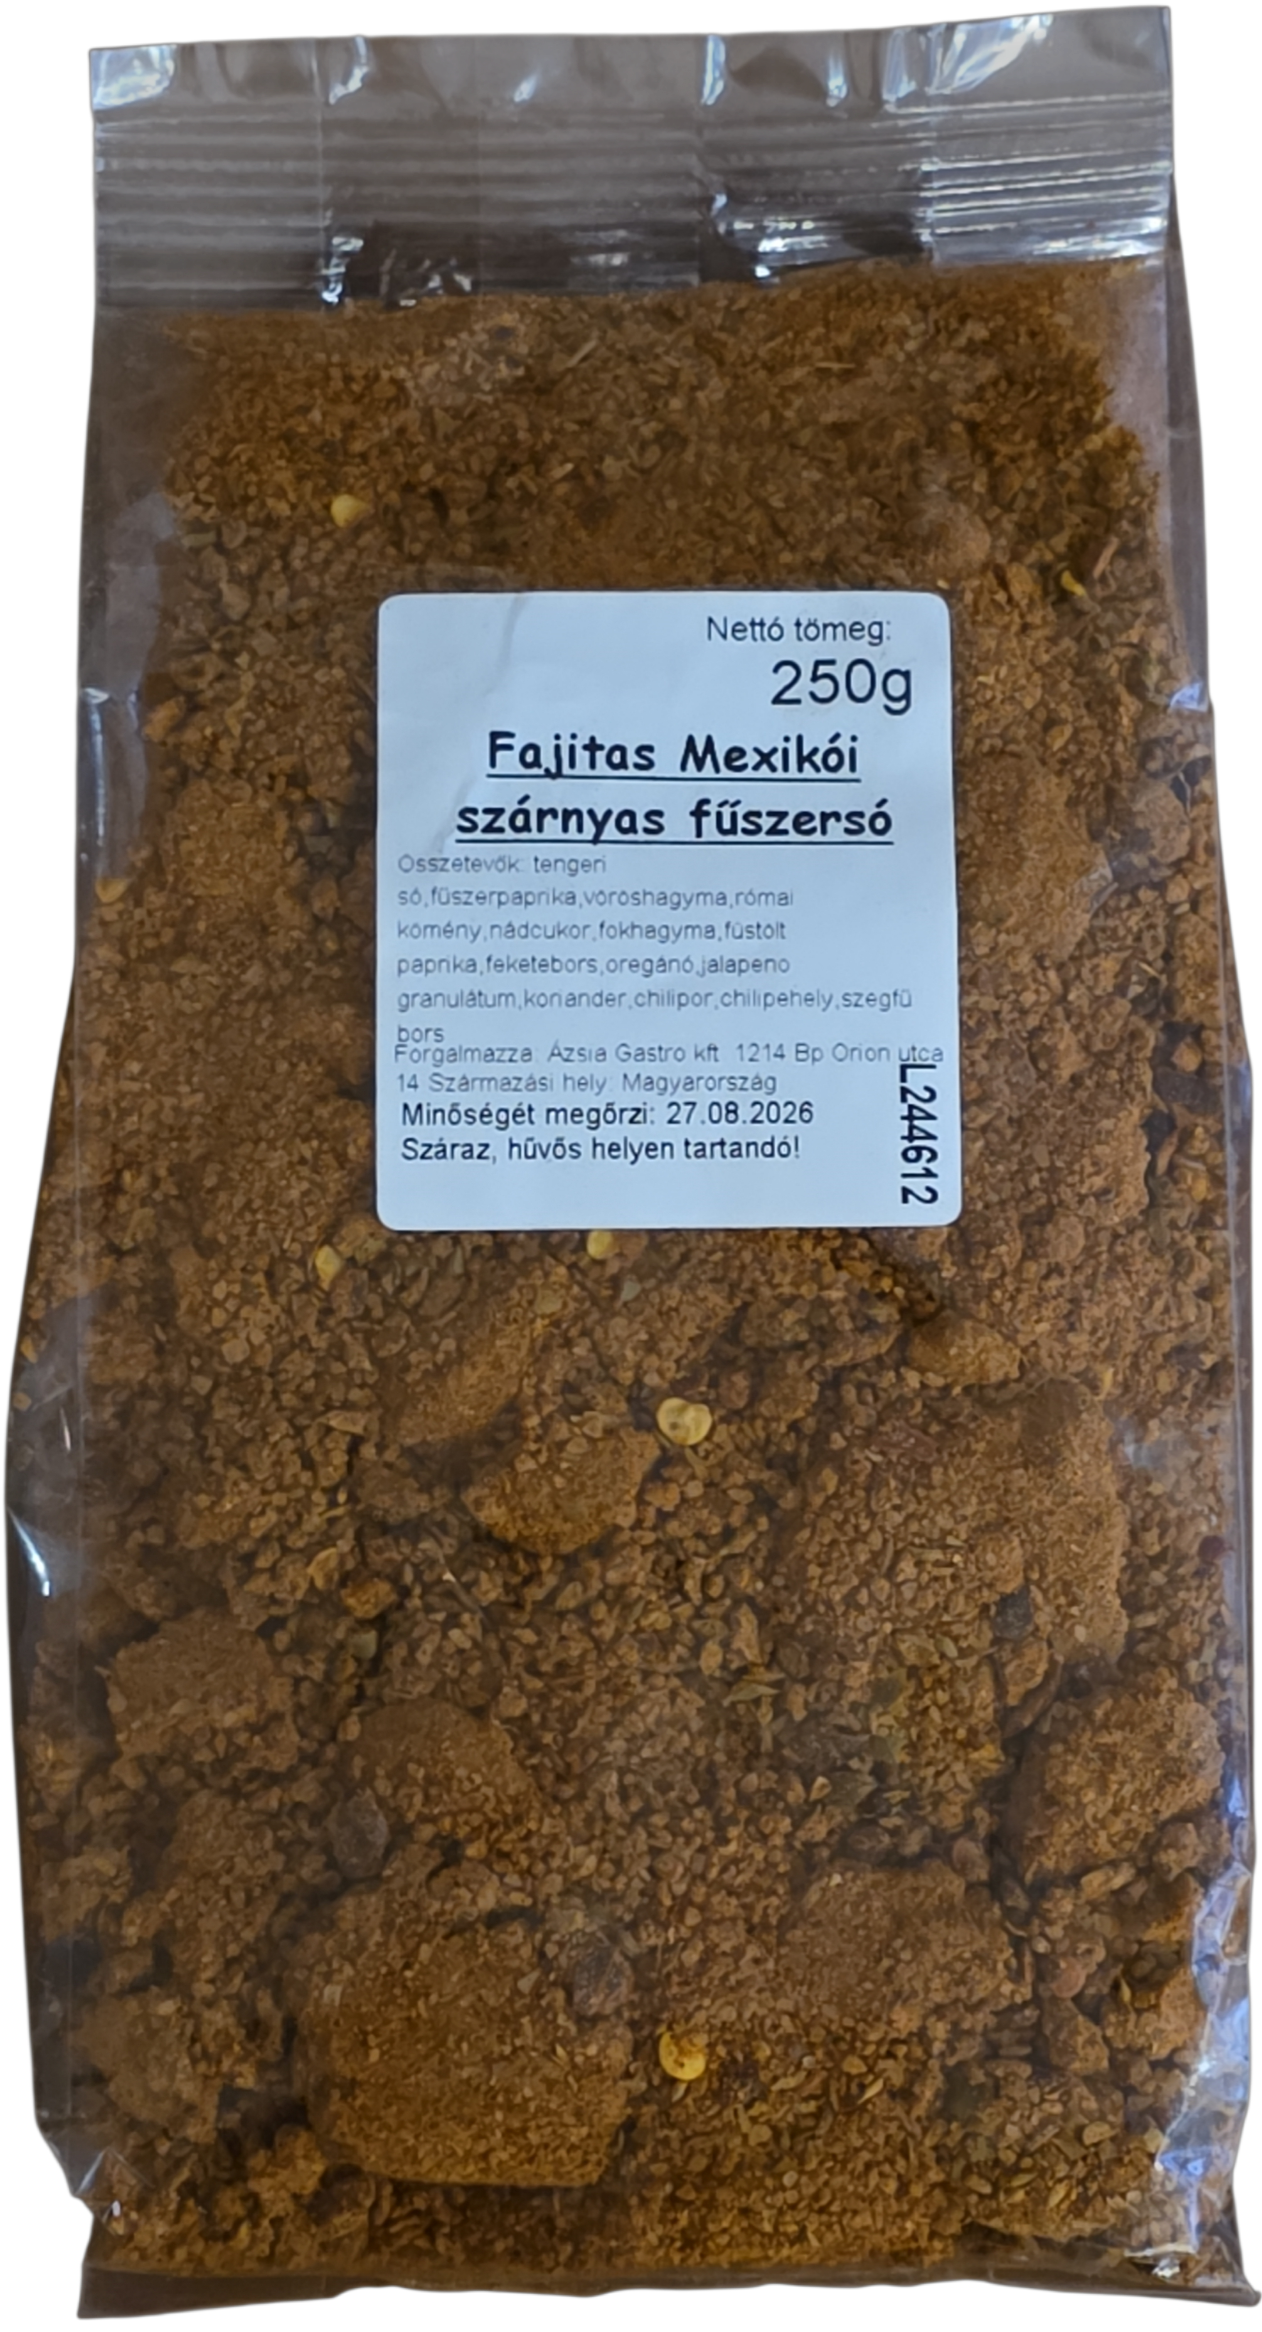 Nettó tömeg:
250g
Fajitas Mexikói
szárnyas fűszersó
Összetevők: tengeri
só,fűszerpaprika,vöröshagyma,római
kömény,nádcukor,fokhagyma,füstölt
paprika,feketebors,oregánó,jalapeno
granulátum,koriander,chilipor,chilipehely,szegfű
bors
Forgalmazza: Ázsia Gastro kft. 1214 Bp Orion utca
14 Származási hely: Magyarország
Minőségét megőrzi: 27.08.2026
Száraz, hűvős helyen tartandó!
L244612